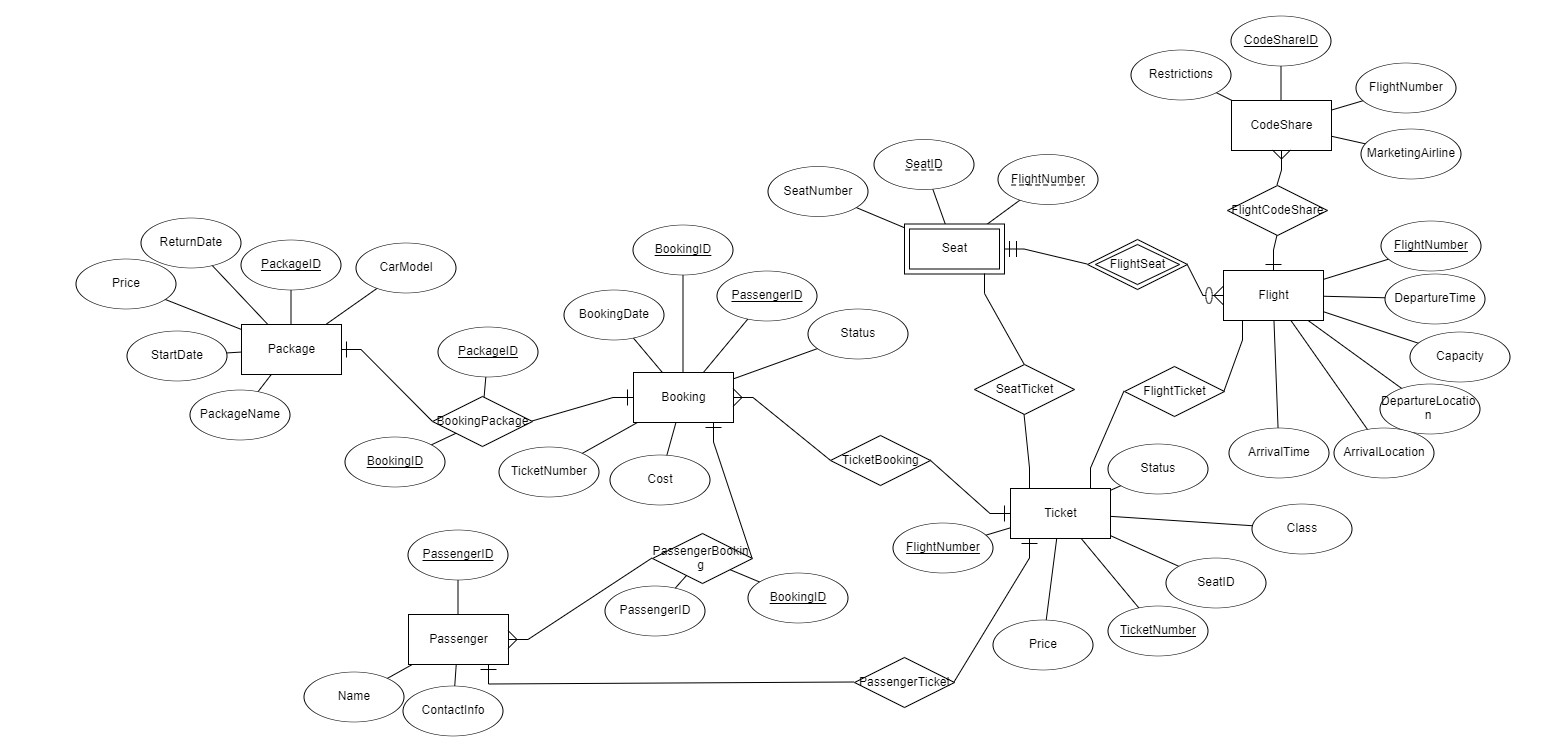 CodeShareID
Restrictions
FlightNumber
CodeShare
MarketingAirline
SeatID
FlightNumber
SeatNumber
FlightCodeShare
Seat
FlightSeat
FlightNumber
Flight
DepartureTime
Capacity
DepartureLocatio
n
ArrivalTime
ArrivalLocation
ReturnDate
PackageID
CarModel
Price
Package
StartDate
PackageName
BookingID
PassengerID
BookingDate
Status
PackageID
Booking
BookingPackage
BookingID
TicketNumber
Cost
SeatTicket
FlightTicket
TicketBooking
Status
Ticket
Class
FlightNumber
SeatID
TicketNumber
Price
PassengerID
PassengerBookin
g
PassengerID
BookingID
Passenger
Name
ContactInfo
PassengerTicket